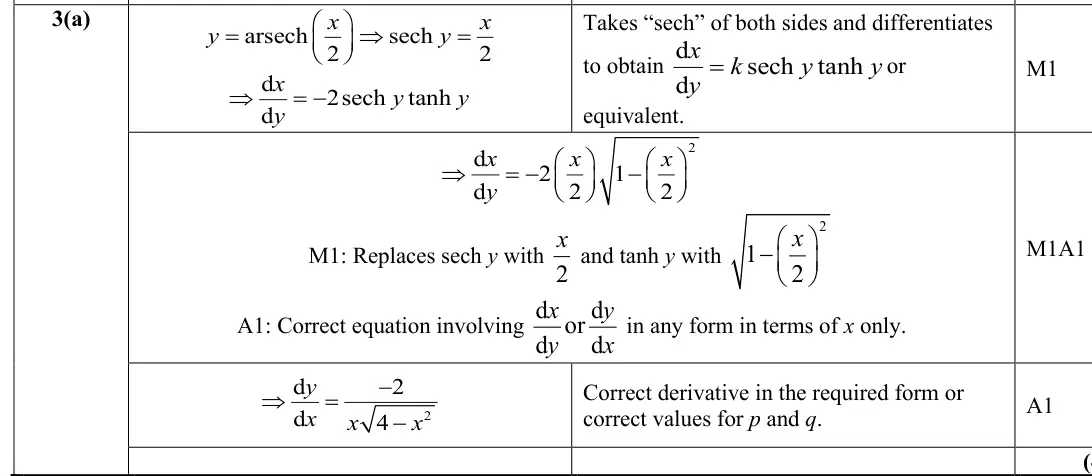 3(a)
y = arsech(x/2) ⇒ sech y = x/2
⇒ dx/dy = −2sech y tanh y
Takes “sech” of both sides and differentiates
to obtain dx/dy = k sech y tanh y or
equivalent.
M1
⇒ dx/dy = −2(x/2)√(1−(x/2)²)
M1: Replaces sech y with x/2 and tanh y with √(1−(x/2)²)
A1: Correct equation involving dx/dy or dy/dx in any form in terms of x only.
M1A1
⇒ dy/dx = −2/(x√(4 − x²))
Correct derivative in the required form or
correct values for p and q.
A1
(